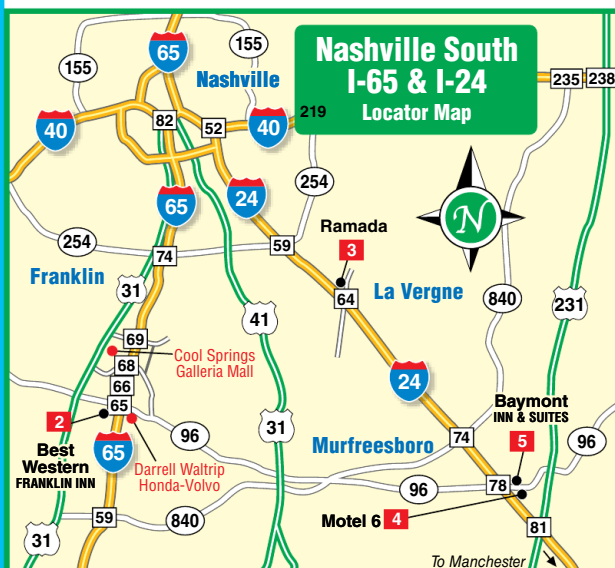 Nashville South
I-65 & I-24
Locator Map
155
65
155
Nashville
235
238
40
82
52
40
219
65
24
254
254
74
59
Ramada
3
Franklin
31
64
La Vergne
840
231
41
69
Cool Springs
Galleria Mall
68
66
65
24
2
Best
Western
FRANKLIN INN
96
31
Baymont
INN & SUITES
5
96
Darrell Waltrip
Honda-Volvo
65
Murfreesboro
74
78
96
Motel 6
4
59
840
81
31
To Manchester
N